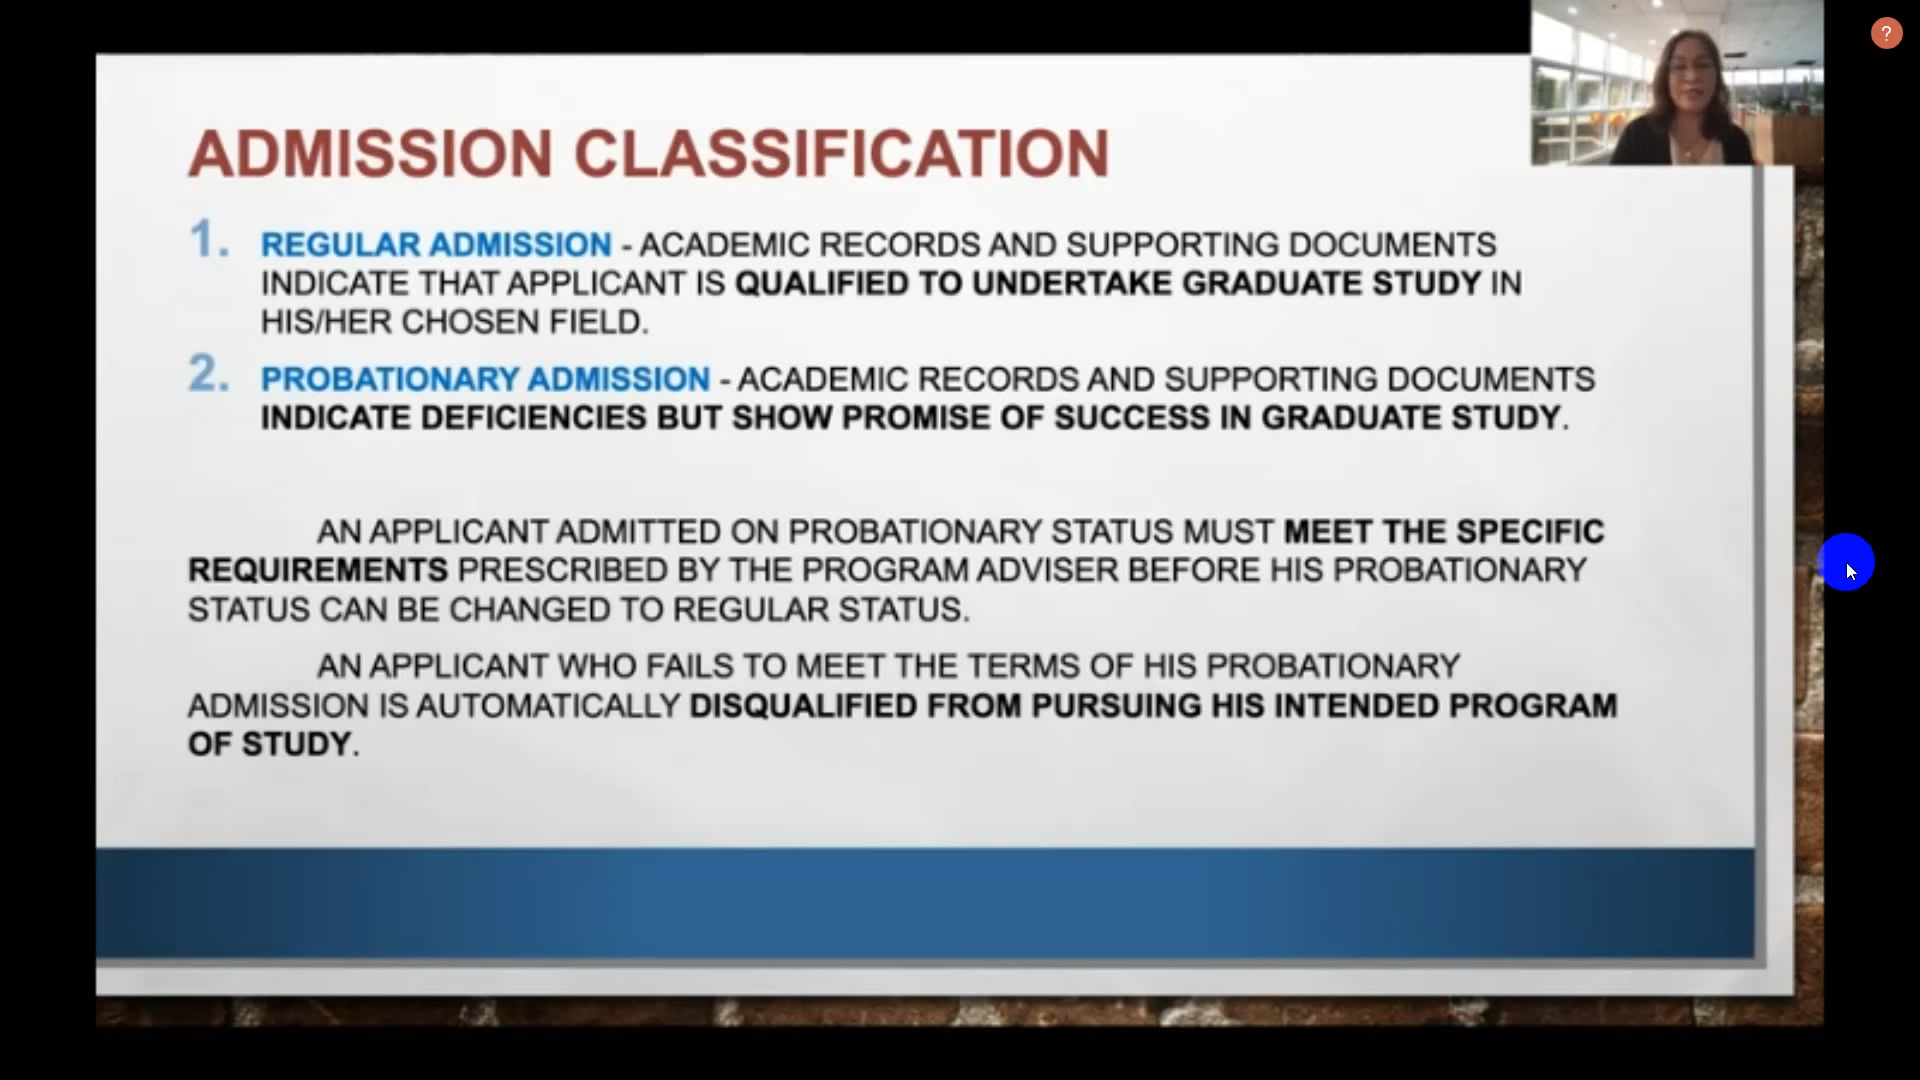 ?
ADMISSION CLASSIFICATION
1. REGULAR ADMISSION - ACADEMIC RECORDS AND SUPPORTING DOCUMENTS
INDICATE THAT APPLICANT IS QUALIFIED TO UNDERTAKE GRADUATE STUDY IN
HIS/HER CHOSEN FIELD.
2. PROBATIONARY ADMISSION - ACADEMIC RECORDS AND SUPPORTING DOCUMENTS
INDICATE DEFICIENCIES BUT SHOW PROMISE OF SUCCESS IN GRADUATE STUDY.
AN APPLICANT ADMITTED ON PROBATIONARY STATUS MUST MEET THE SPECIFIC
REQUIREMENTS PRESCRIBED BY THE PROGRAM ADVISER BEFORE HIS PROBATIONARY
STATUS CAN BE CHANGED TO REGULAR STATUS.
AN APPLICANT WHO FAILS TO MEET THE TERMS OF HIS PROBATIONARY
ADMISSION IS AUTOMATICALLY DISQUALIFIED FROM PURSUING HIS INTENDED PROGRAM
OF STUDY.